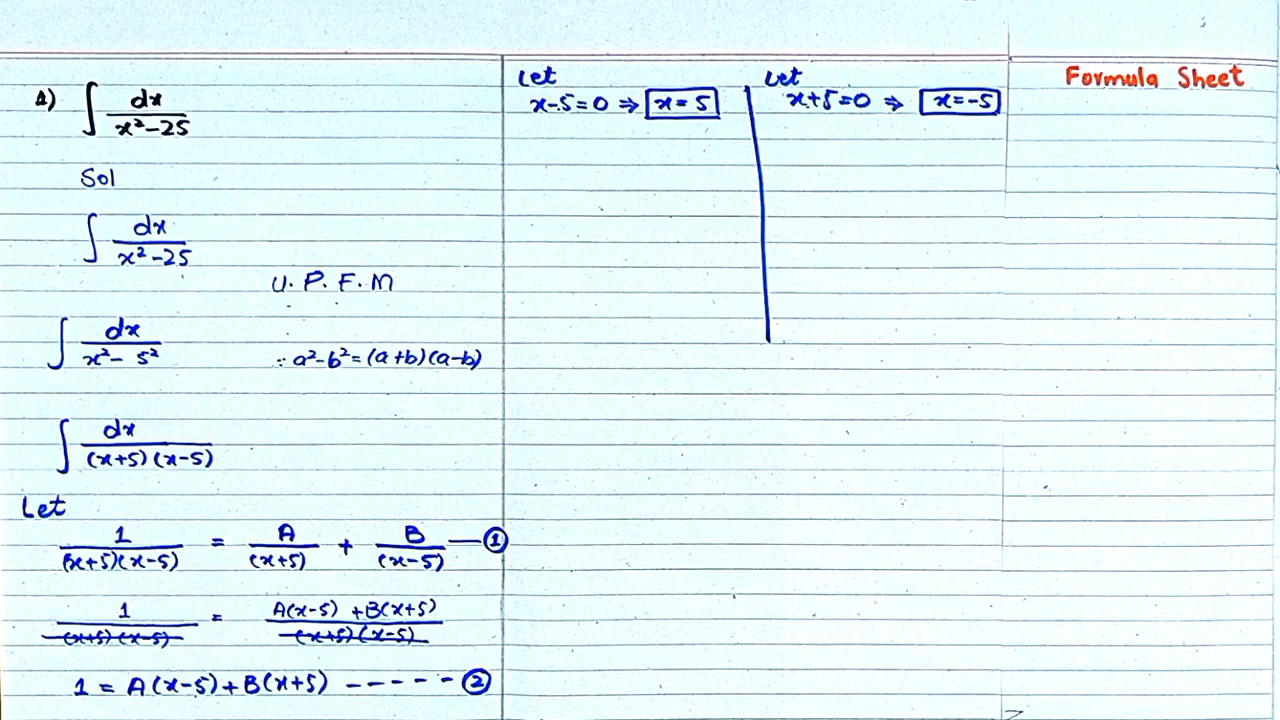 1) ∫ dx / x²-25
Sol
∫ dx / x²-25
U. P. F. M
∫ dx / x²- 5²   ∵ a²-b²=(a+b)(a-b)
∫ dx / (x+5)(x-5)
Let
1 / (x+5)(x-5) = A / (x+5) + B / (x-5) —①
1 / (x+5)(x-5) = A(x-5)+B(x+5) / (x+5)(x-5)
1 = A(x-5)+B(x+5) ------②
Let
x-5=0 ⇒ x=5
Let
x+5=0 ⇒ x=-5
Formula Sheet